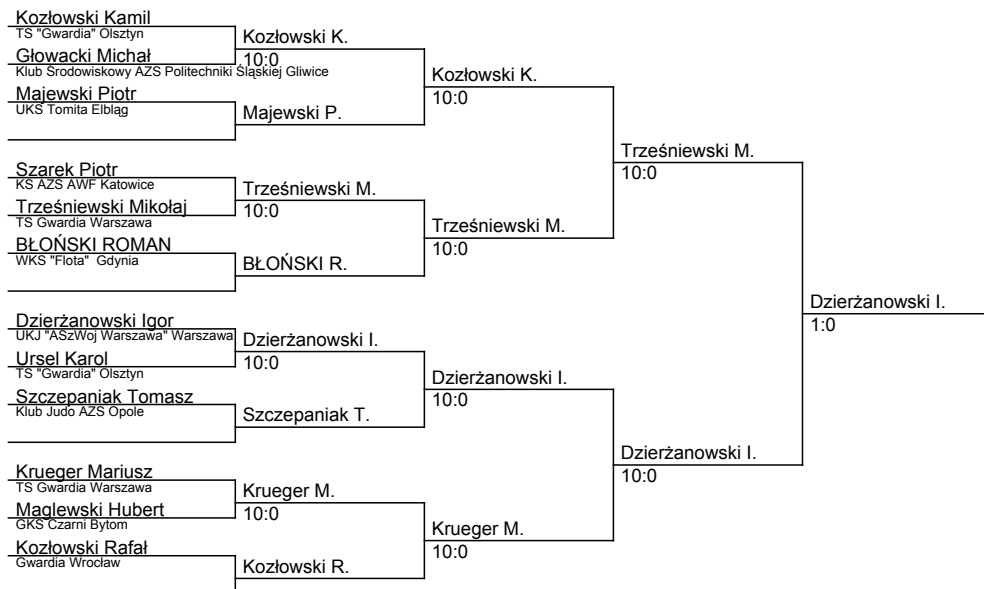 Kozłowski Kamil
TS "Gwardia" Olsztyn
Głowacki Michał
Klub Środowiskowy AZS Politechniki Śląskiej Gliwice
Majewski Piotr
UKS Tomita Elbląg
Szarek Piotr
KS AZS AWF Katowice
Trześniewski Mikołaj
TS Gwardia Warszawa
BŁOŃSKI ROMAN
WKS "Flota" Gdynia
Dzierżanowski Igor
UKJ "ASzWoj Warszawa" Warszawa
Ursel Karol
TS "Gwardia" Olsztyn
Szczepaniak Tomasz
Klub Judo AZS Opole
Krueger Mariusz
TS Gwardia Warszawa
Maglewski Hubert
GKS Czarni Bytom
Kozłowski Rafał
Gwardia Wrocław
Kozłowski K.
10:0
Majewski P.
Trześniewski M.
10:0
BŁOŃSKI R.
Dzierżanowski I.
10:0
Szczepaniak T.
Krueger M.
10:0
Kozłowski R.
Kozłowski K.
10:0
Trześniewski M.
10:0
Dzierżanowski I.
10:0
Krueger M.
10:0
Trześniewski M.
10:0
Dzierżanowski I.
10:0
Dzierżanowski I.
1:0